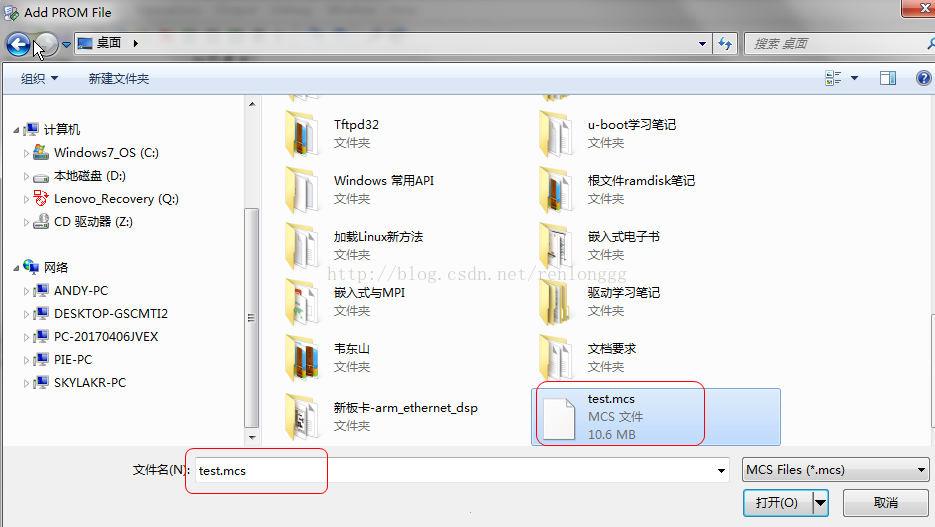 Add PROM File
桌面
搜索 桌面
组织
新建文件夹
计算机
Windows7_OS (C:)
本地磁盘 (D:)
Lenovo_Recovery (Q:)
CD 驱动器 (Z:)
网络
ANDY-PC
DESKTOP-GSCMTI2
PC-20170406JVEX
PIE-PC
SKYLAKR-PC
Tftpd32
文件夹
u-boot学习笔记
文件夹
Windows 常用API
文件夹
根文件ramdisk笔记
文件夹
加载Linux新方法
文件夹
嵌入式电子书
文件夹
http://blog.csdn.net/renlonggg
嵌入式与MPI
文件夹
驱动学习笔记
文件夹
韦东山
文件夹
文档要求
文件夹
新板卡-arm_ethernet_dsp
文件夹
test.mcs
MCS 文件
10.6 MB
文件名(N): test.mcs
MCS Files (*.mcs)
打开(O)
取消